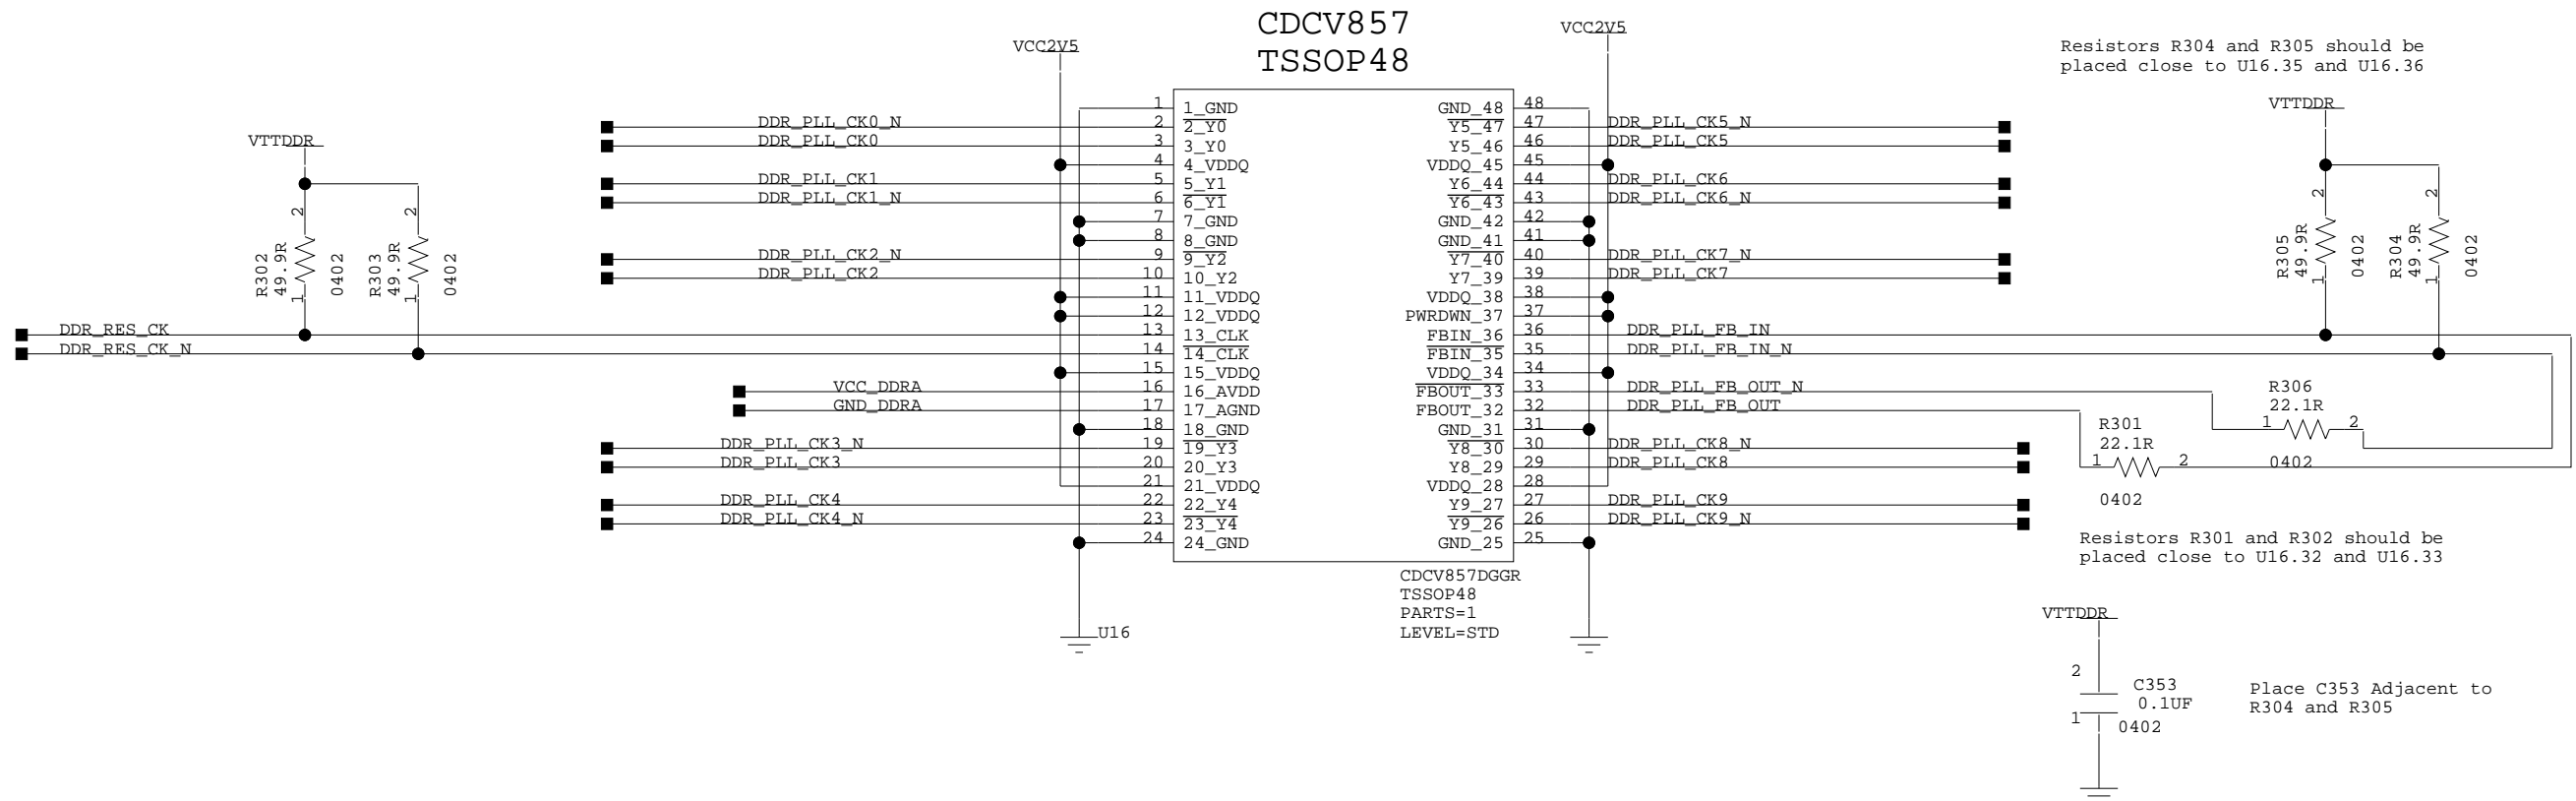 CDCV857
TSSOP48
VCC2V5
VCC2V5
Resistors R304 and R305 should be
placed close to U16.35 and U16.36
VTTDDR
VTTDDR
DDR_PLL_CK0_N
DDR_PLL_CK0
DDR_PLL_CK1
DDR_PLL_CK1_N
DDR_PLL_CK2_N
DDR_PLL_CK2
DDR_RES_CK
DDR_RES_CK_N
VCC_DDRA
GND_DDRA
DDR_PLL_CK3_N
DDR_PLL_CK3
DDR_PLL_CK4
DDR_PLL_CK4_N
2
R302
49.9R
0402
1
2
R303
49.9R
0402
1
1 1_GND
2 2_Y0
3 3_Y0
4 4_VDDQ
5 5_Y1
6 6_Y1
7 7_GND
8 8_GND
9 9_Y2
10 10_Y2
11 11_VDDQ
12 12_VDDQ
13 13_CLK
14 14_CLK
15 15_VDDQ
16 16_AVDD
17 17_AGND
18 18_GND
19 19_Y3
20 20_Y3
21 21_VDDQ
22 22_Y4
23 23_Y4
24 24_GND
GND_48 48
Y5_47 47
Y5_46 46
VDDQ_45 45
Y6_44 44
Y6_43 43
GND_42 42
GND_41 41
Y7_40 40
Y7_39 39
VDDQ_38 38
PWRDWN_37 37
FBIN_36 36
FBIN_35 35
VDDQ_34 34
FBOUT_33 33
FBOUT_32 32
GND_31 31
Y8_30 30
Y8_29 29
VDDQ_28 28
Y9_27 27
Y9_26 26
GND_25 25
DDR_PLL_CK5_N
DDR_PLL_CK5
DDR_PLL_CK6
DDR_PLL_CK6_N
DDR_PLL_CK7_N
DDR_PLL_CK7
DDR_PLL_FB_IN
DDR_PLL_FB_IN_N
DDR_PLL_FB_OUT_N
DDR_PLL_FB_OUT
DDR_PLL_CK8_N
DDR_PLL_CK8
DDR_PLL_CK9
DDR_PLL_CK9_N
2
R305
49.9R
0402
1
2
R304
49.9R
0402
1
R306
22.1R
1 2
0402
R301
22.1R
1 2
0402
Resistors R301 and R302 should be
placed close to U16.32 and U16.33
CDCV857DGGR
TSSOP48
PARTS=1
LEVEL=STD
U16
VTTDDR
2
C353
0.1UF
1
0402
Place C353 Adjacent to
R304 and R305